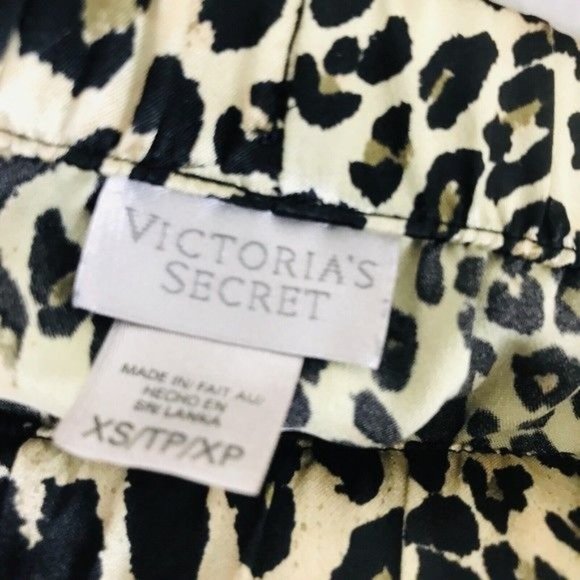 VICTORIA'S
SECRET
MADE IN/FAIT AU/
HECHO EN
SRI LANKA
XS/TP/XP